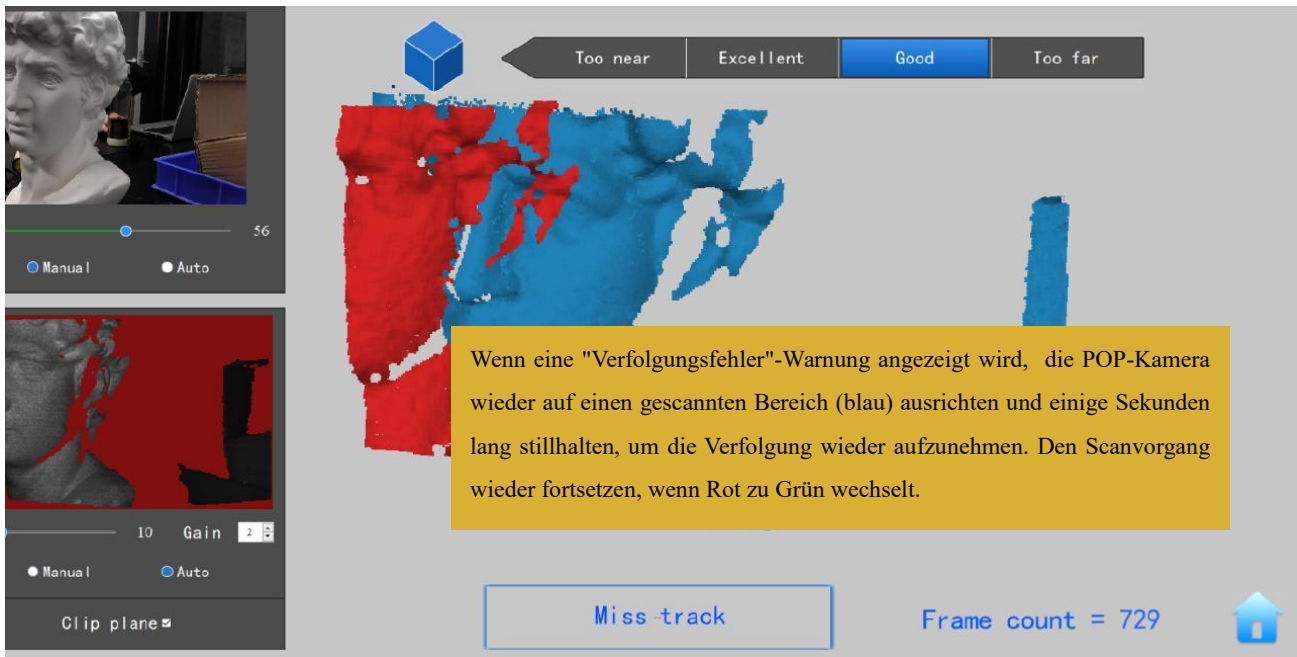 Too near Excellent Good Too far
56
Manual Auto
Wenn eine "Verfolgungsfehler"-Warnung angezeigt wird, die POP-Kamera
wieder auf einen gescannten Bereich (blau) ausrichten und einige Sekunden
lang stillhalten, um die Verfolgung wieder aufzunehmen. Den Scanvorgang
wieder fortsetzen, wenn Rot zu Grün wechselt.
10 Gain 2
Manual Auto
Clip plane
Miss track
Frame count = 729